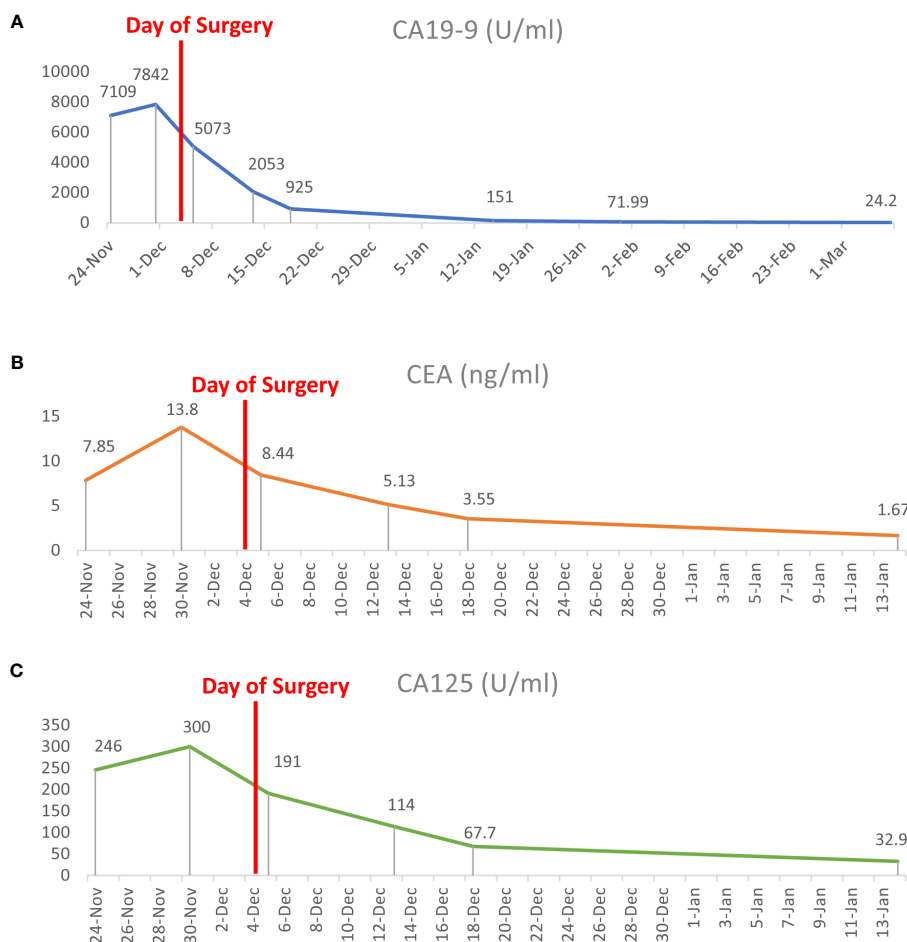 A
Day of Surgery
CA19-9 (U/ml)
10000
8000
6000
4000
2000
0
7109
7842
5073
2053
925
151
71.99
24.2
24-Nov
1-Dec
8-Dec
15-Dec
22-Dec
29-Dec
5-Jan
12-Jan
19-Jan
26-Jan
2-Feb
9-Feb
16-Feb
23-Feb
1-Mar
B
Day of Surgery
CEA (ng/ml)
15
10
5
0
7.85
13.8
8.44
5.13
3.55
1.67
24-Nov
26-Nov
28-Nov
30-Nov
2-Dec
4-Dec
6-Dec
8-Dec
10-Dec
12-Dec
14-Dec
16-Dec
18-Dec
20-Dec
22-Dec
24-Dec
26-Dec
28-Dec
30-Dec
1-Jan
3-Jan
5-Jan
7-Jan
9-Jan
11-Jan
13-Jan
C
Day of Surgery
CA125 (U/ml)
350
300
250
200
150
100
50
0
246
300
191
114
67.7
32.9
24-Nov
26-Nov
28-Nov
30-Nov
2-Dec
4-Dec
6-Dec
8-Dec
10-Dec
12-Dec
14-Dec
16-Dec
18-Dec
20-Dec
22-Dec
24-Dec
26-Dec
28-Dec
30-Dec
1-Jan
3-Jan
5-Jan
7-Jan
9-Jan
11-Jan
13-Jan